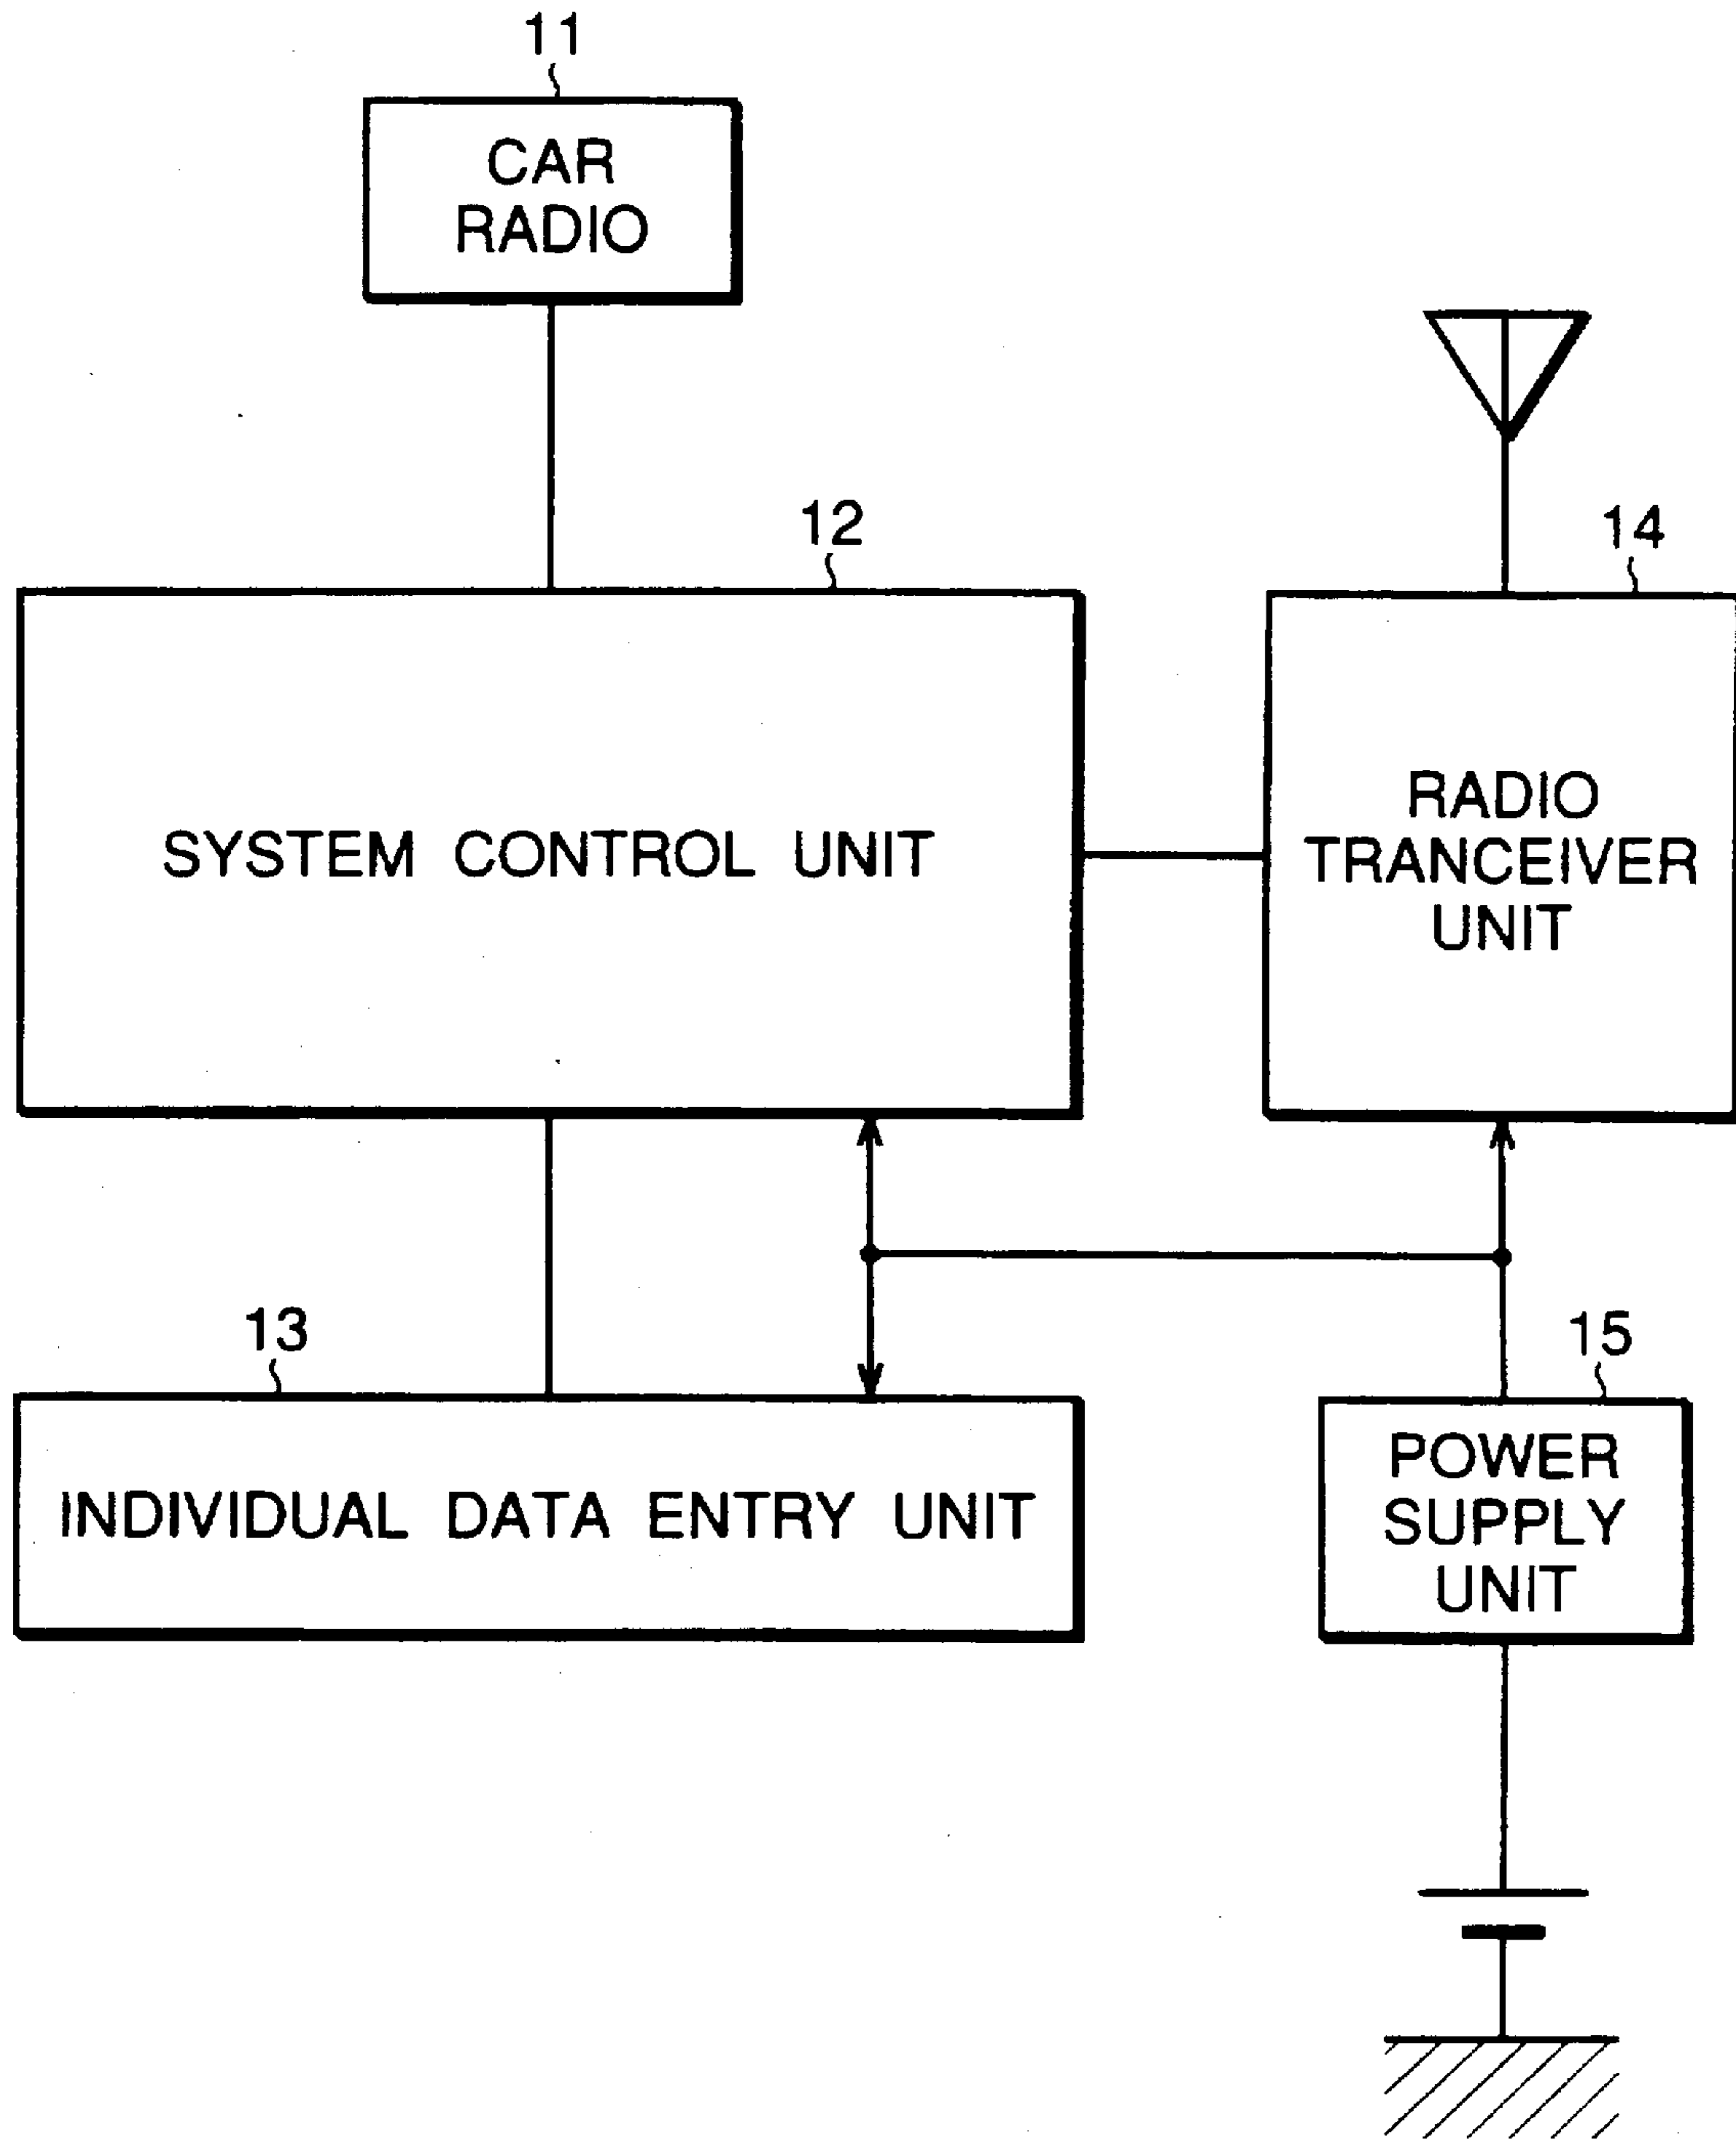 11
CAR
RADIO
12
14
SYSTEM CONTROL UNIT
RADIO
TRANCEIVER
UNIT
13
15
INDIVIDUAL DATA ENTRY UNIT
POWER
SUPPLY
UNIT